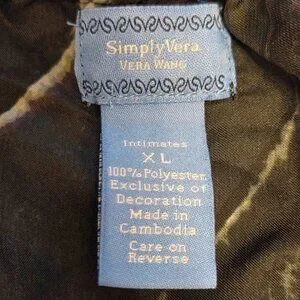 Simply Vera
VERA WANG
Intimates
XL
100% Polyester
Exclusive of
Decoration
Made in
Cambodia
Care on
Reverse